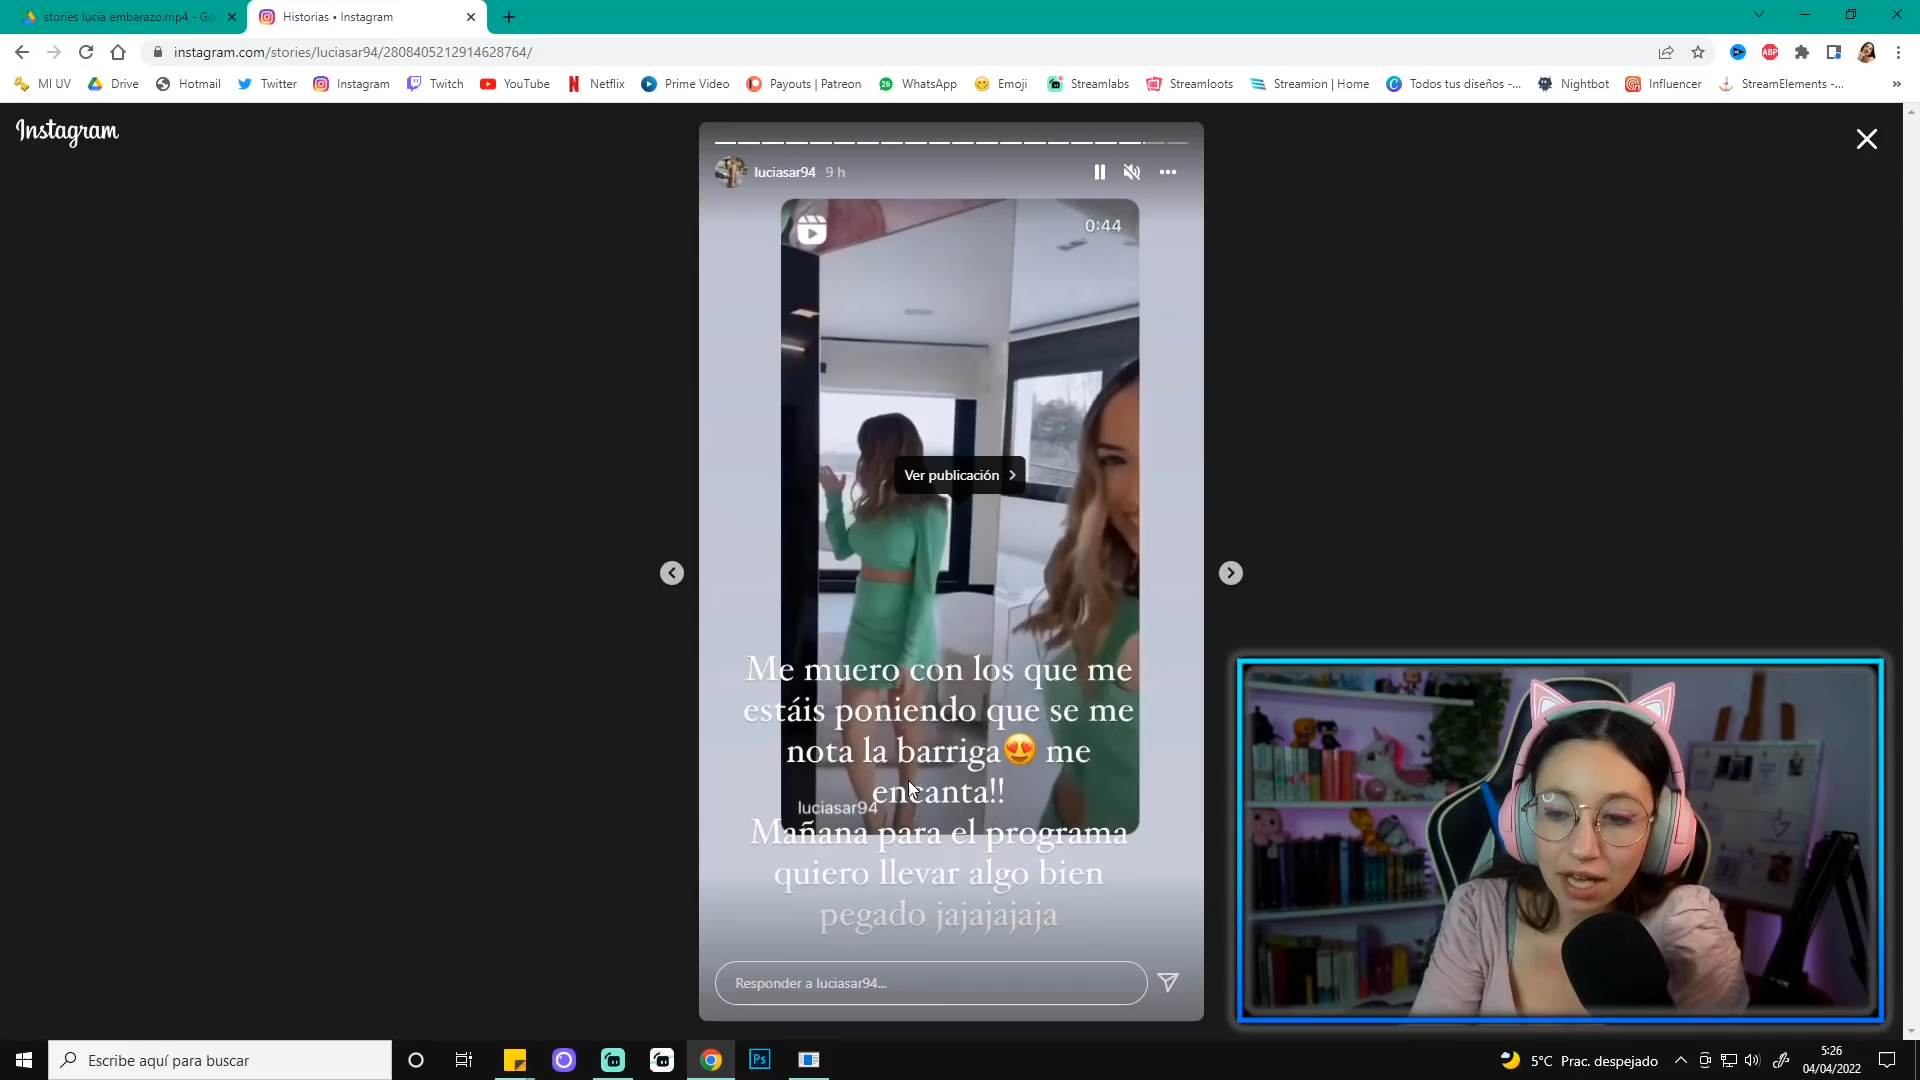 stories lucia embarazo.mp4 - Go
Historias • Instagram
instagram.com/stories/luciasar94/2808405212914628764/
ABP
MI UV
Drive
Hotmail
Twitter
Instagram
Twitch
YouTube
Netflix
Prime Video
Payouts | Patreon
26
WhatsApp
Emoji
Streamlabs
Streamloots
Streamion | Home
Todos tus diseños -...
Nightbot
Influencer
StreamElements -...
Instagram
luciasar94 9 h
0:44
Ver publicación
Me muero con los que me
estáis poniendo que se me
nota la barriga😍 me
encanta!!
luciasar94
Mañana para el programa
quiero llevar algo bien
pegado jajajajaja
Responder a luciasar94...
Escribe aquí para buscar
Ps
5°C Prac. despejado
5:26
04/04/2022